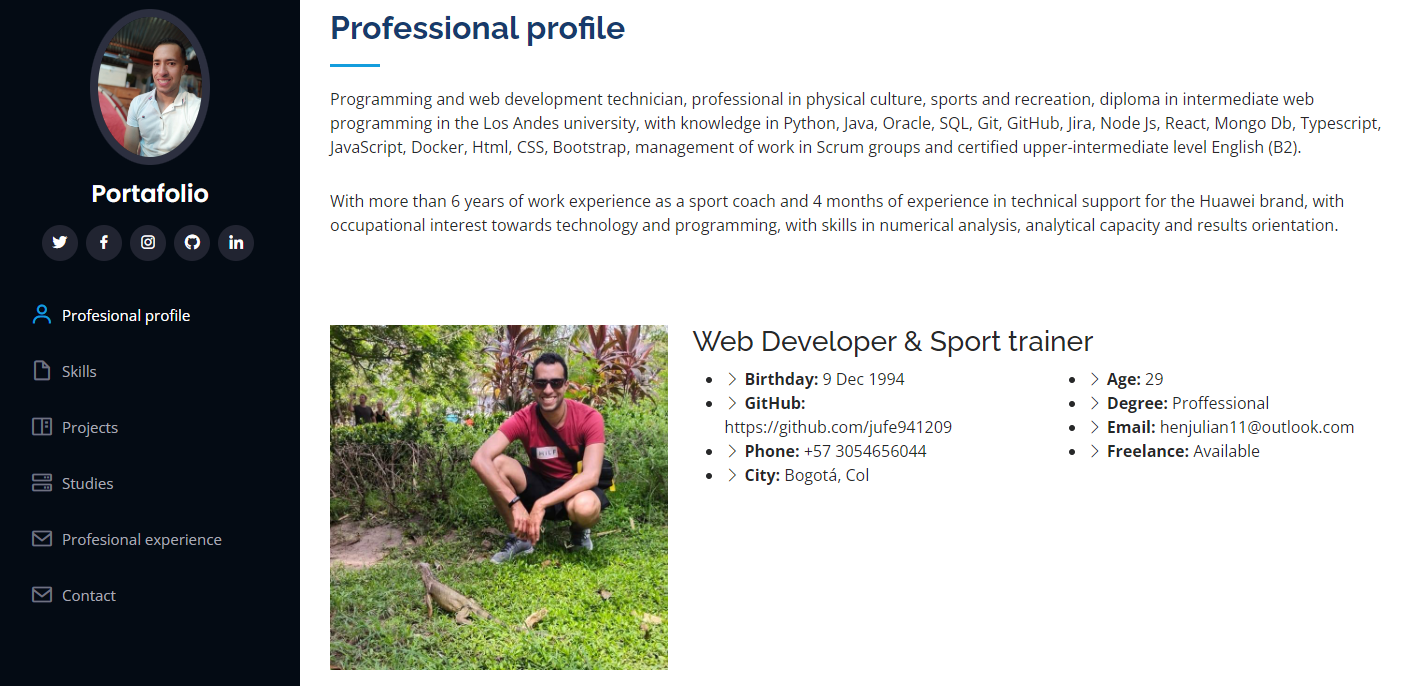 Portafolio
Profesional profile
Skills
Projects
Studies
Profesional experience
Contact
Professional profile
Programming and web development technician, professional in physical culture, sports and recreation, diploma in intermediate web
programming in the Los Andes university, with knowledge in Python, Java, Oracle, SQL, Git, GitHub, Jira, Node Js, React, Mongo Db, Typescript,
JavaScript, Docker, Html, CSS, Bootstrap, management of work in Scrum groups and certified upper-intermediate level English (B2).
With more than 6 years of work experience as a sport coach and 4 months of experience in technical support for the Huawei brand, with
occupational interest towards technology and programming, with skills in numerical analysis, analytical capacity and results orientation.
Web Developer & Sport trainer
Birthday: 9 Dec 1994
GitHub:
https://github.com/jufe941209
Phone: +57 3054656044
City: Bogotá, Col
Age: 29
Degree: Proffessional
Email: henjulian11@outlook.com
Freelance: Available